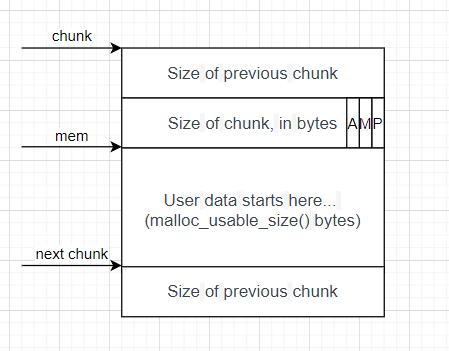 chunk
Size of previous chunk
Size of chunk, in bytes A M P
mem
User data starts here...
(malloc_usable_size() bytes)
next chunk
Size of previous chunk